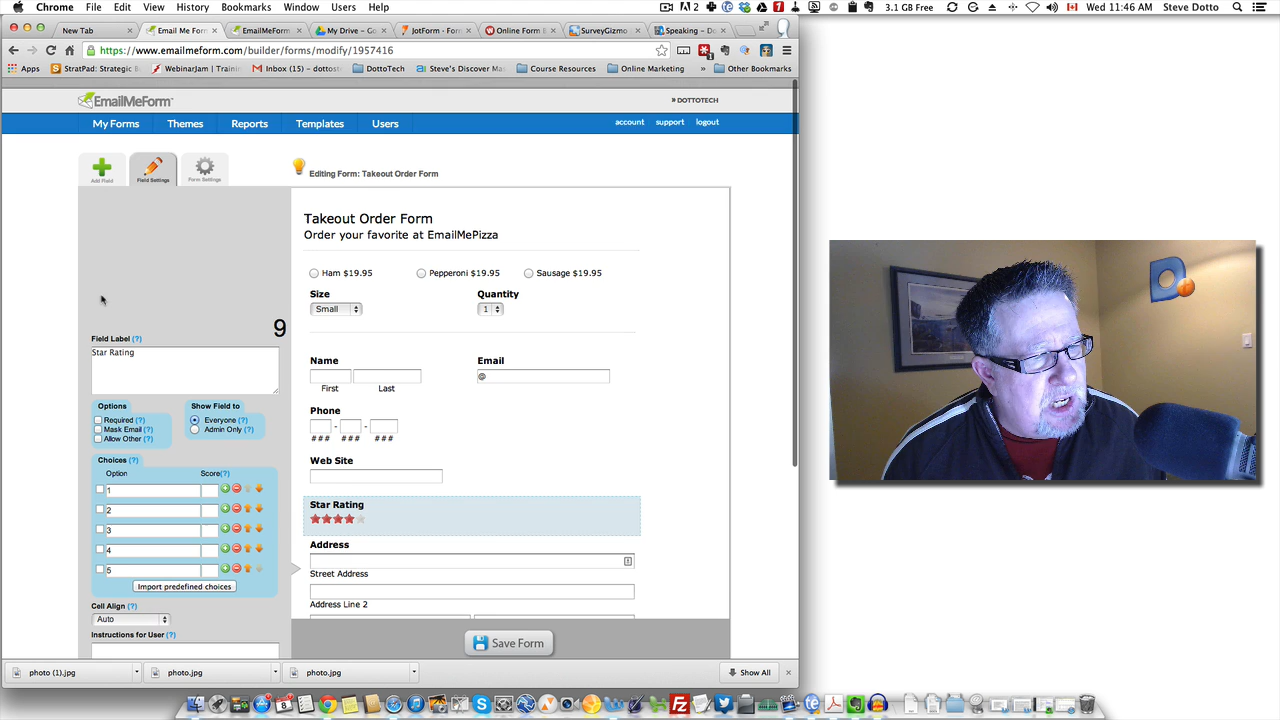 Chrome File Edit View History Bookmarks Window Users Help
2 1 3.1 GB Free Wed 11:46 AM Steve Dotto
New Tab Email Me Form EmailMeForm: My Drive – Go JotForm · Form Online Form B SurveyGizmo Speaking – Do
https://www.emailmeform.com/builder/forms/modify/1957416
Apps StratPad: Strategic B WebinarJam | Traini Gmail Inbox (15) – dottost DottoTech Steve's Discover Mas Course Resources Online Marketing » Other Bookmarks
EmailMeForm
» DOTTOTECH
My Forms Themes Reports Templates Users account support logout
Add Field Field Settings Form Settings
Editing Form: Takeout Order Form
Takeout Order Form
Order your favorite at EmailMePizza
Ham $19.95 Pepperoni $19.95 Sausage $19.95
Size Quantity
Small 1
9
Field Label (?)
Star Rating
Name Email
@
First Last
Options Show Field to
Required (?) Everyone (?)
Mask Email (?) Admin Only (?)
Allow Other (?)
Phone
- -
### ### ###
Choices (?)
Option Score(?)
1
2
3
4
5
Import predefined choices
Web Site
Star Rating
Address
Street Address
Address Line 2
Cell Align (?)
Auto
Instructions for User (?)
Save Form
photo (1).jpg photo.jpg photo.jpg Show All